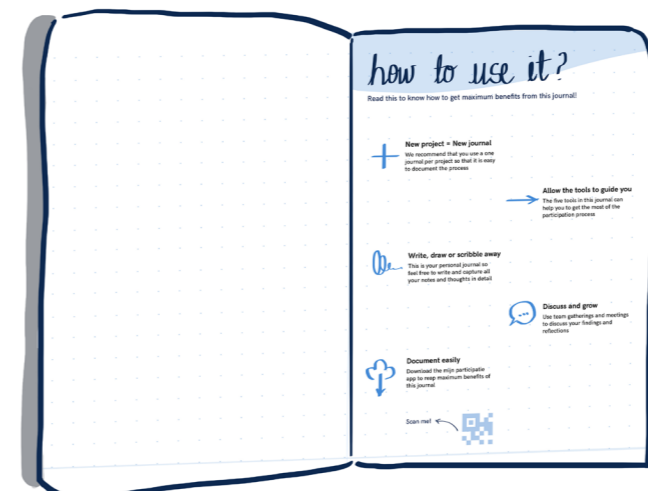 how to use it?
Read this to know how to get maximum benefits from this journal!
New project = New journal
We recommend that you use a one
journal per project so that it is easy
to document the process
Allow the tools to guide you
The five tools in this journal can
help you to get the most of the
participation process
Write, draw or scribble away
This is your personal journal so
feel free to write and capture all
your notes and thoughts in detail
Discuss and grow
Use team gatherings and meetings
to discuss your findings and
reflections
Document easily
Download the mijn participatie
app to reap maximum benefits of
this journal
Scan me!